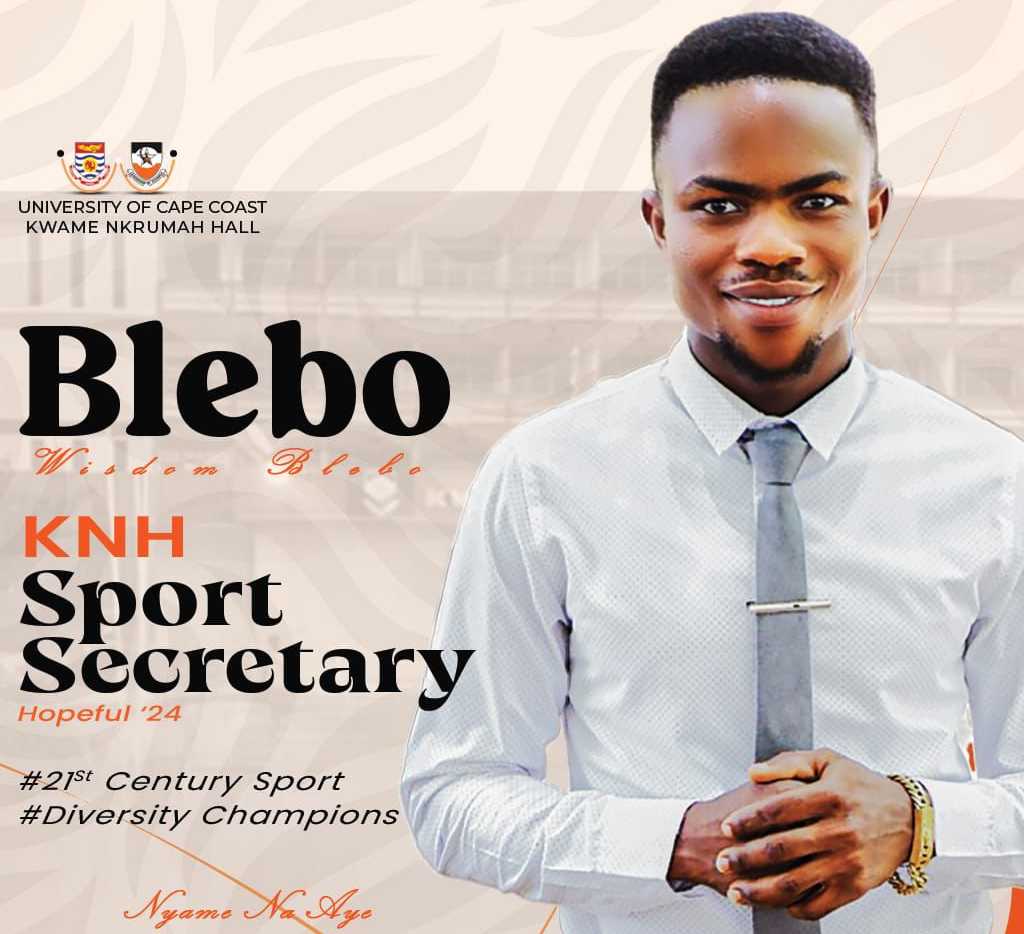 UNIVERSITY OF CAPE COAST
KWAME NKRUMAH HALL
Blebo
Wisdom Blebo
KNH
Sport
Secretary
Hopeful ‘24
#21St Century Sport
#Diversity Champions
Nyame Na Aye